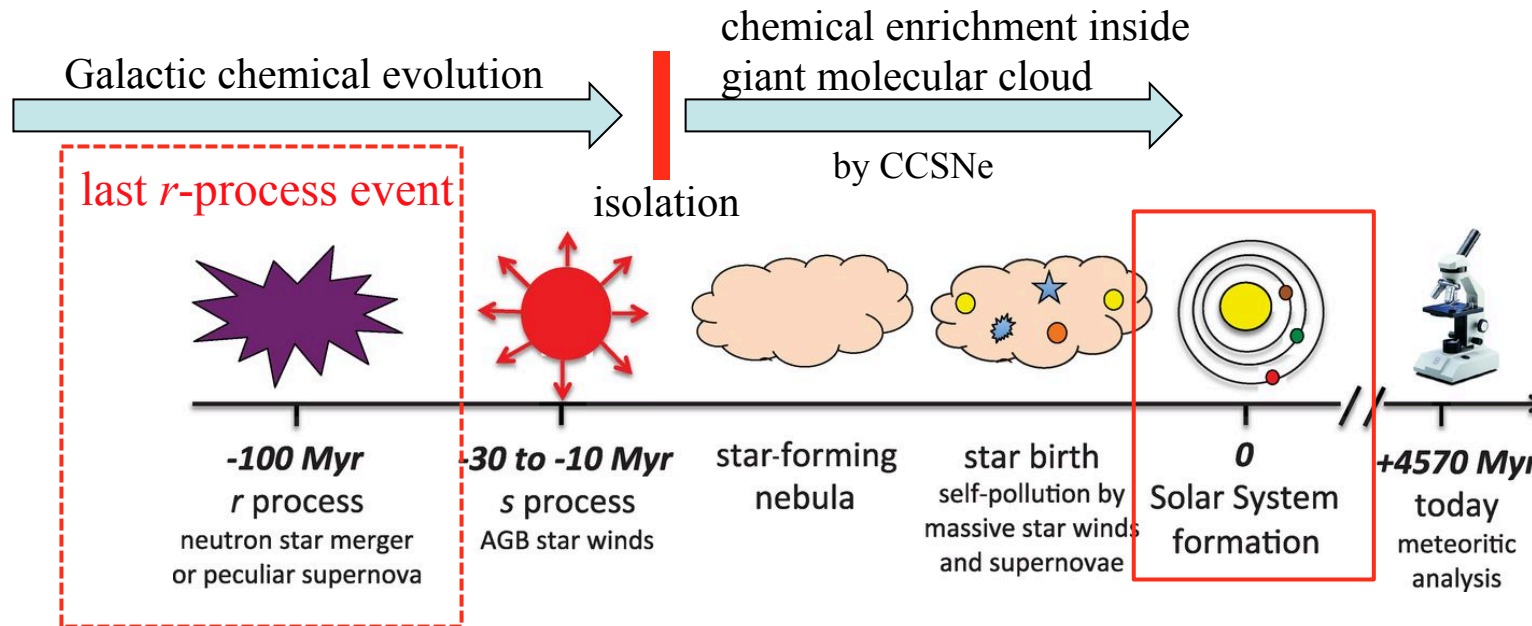 Galactic chemical evolution
chemical enrichment inside
giant molecular cloud
by CCSNe
isolation
last r-process event
-100 Myr
r process
neutron star merger
or peculiar supernova
-30 to -10 Myr
s process
AGB star winds
star-forming
nebula
star birth
self-pollution by
massive star winds
and supernovae
0
Solar System
formation
+4570 Myr
today
meteoritic
analysis